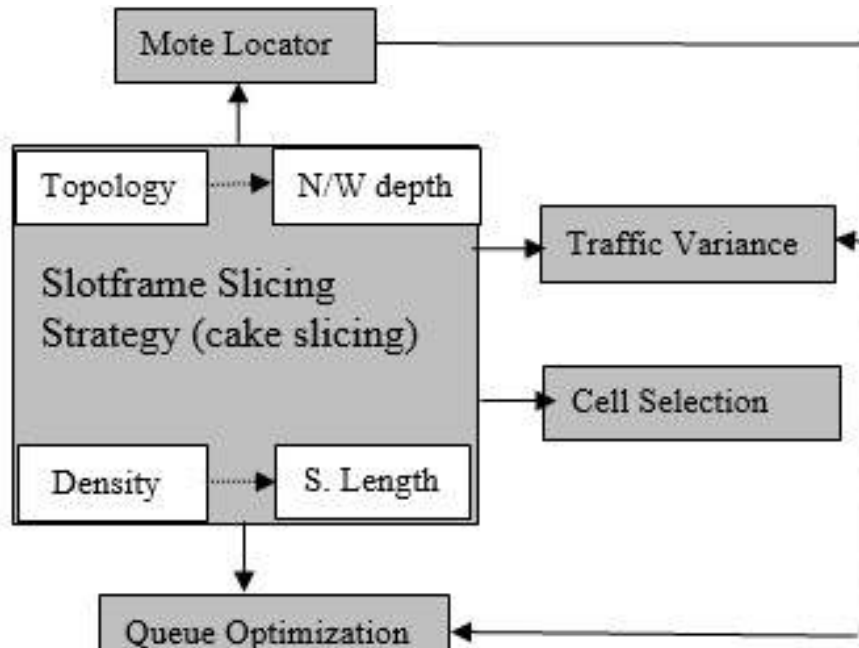 Mote Locator
Topology
N/W depth
Traffic Variance
Slotframe Slicing
Strategy (cake slicing)
Cell Selection
Density
S. Length
Queue Optimization